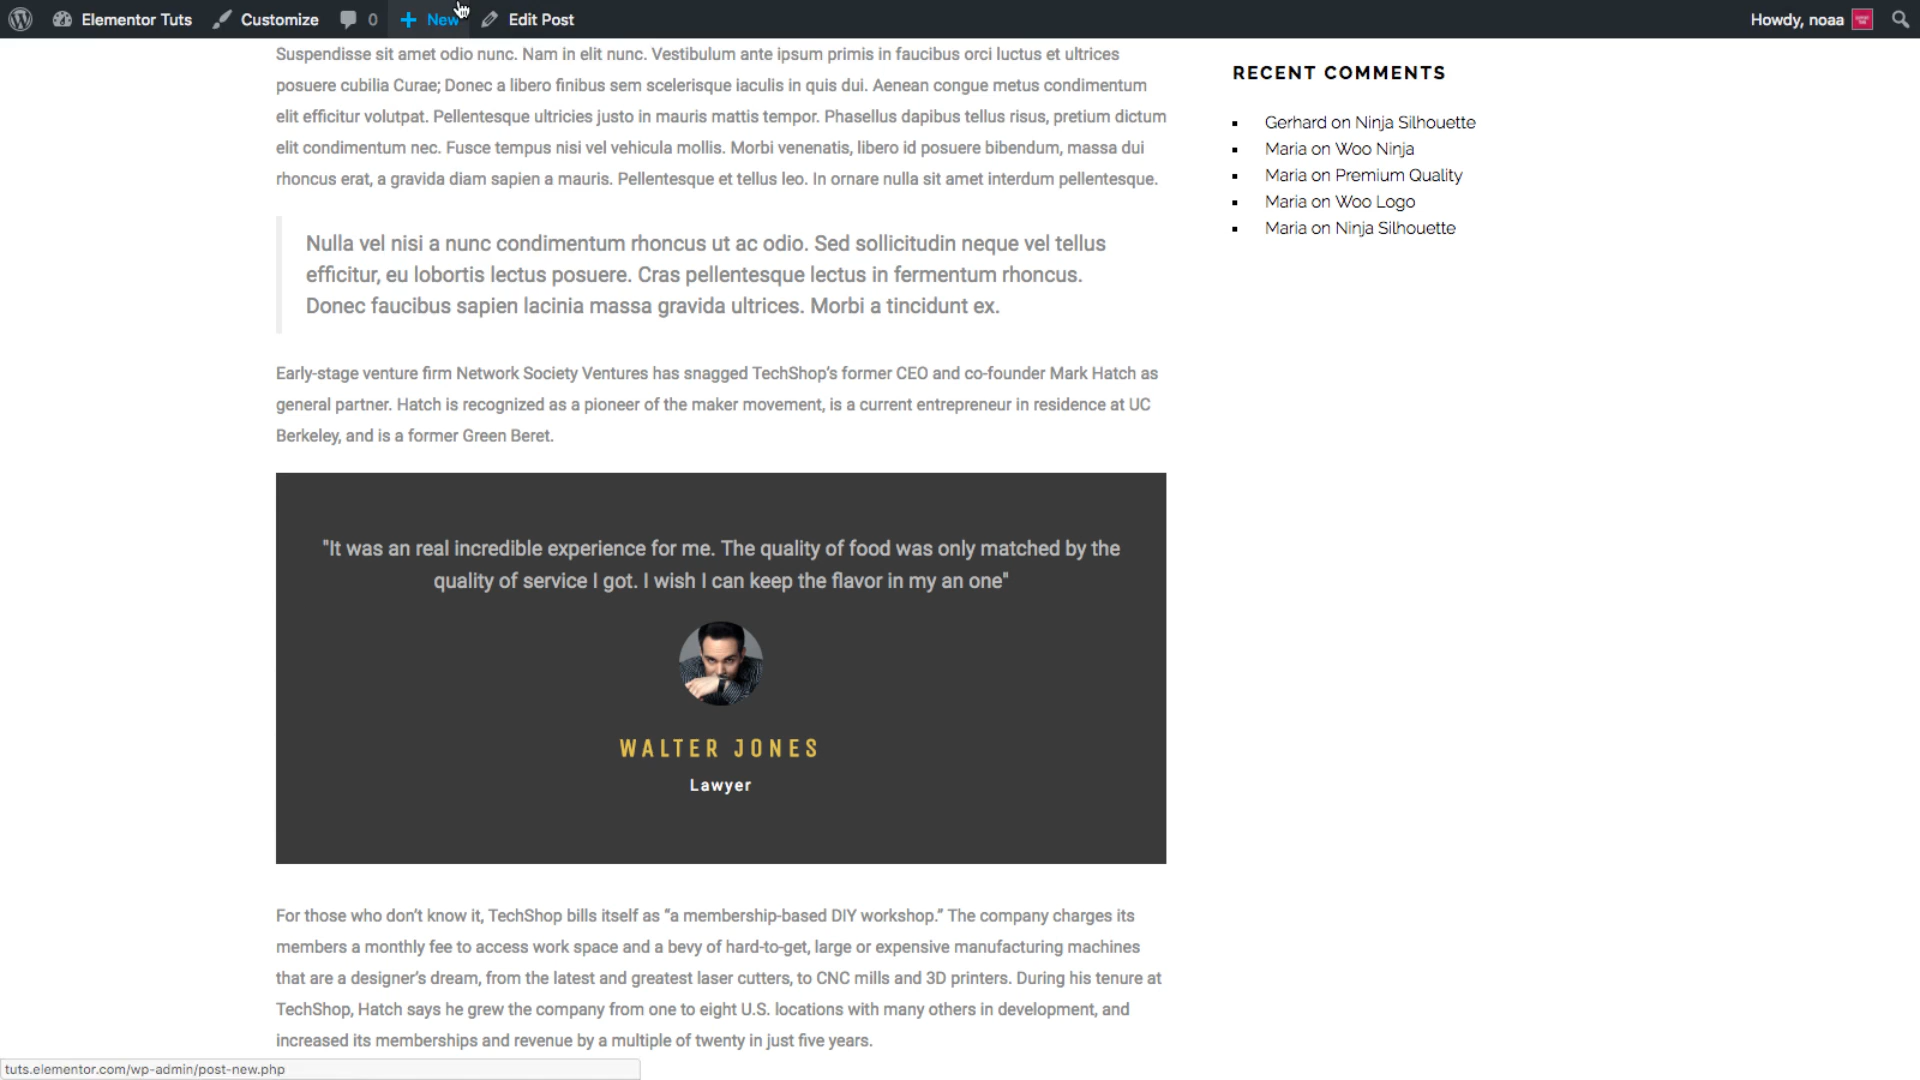 Elementor Tuts Customize 0 New Edit Post Howdy, noaa
Suspendisse sit amet odio nunc. Nam in elit nunc. Vestibulum ante ipsum primis in faucibus orci luctus et ultrices
posuere cubilia Curae; Donec a libero finibus sem scelerisque iaculis in quis dui. Aenean congue metus condimentum
elit efficitur volutpat. Pellentesque ultricies justo in mauris mattis tempor. Phasellus dapibus tellus risus, pretium dictum
elit condimentum nec. Fusce tempus nisi vel vehicula mollis. Morbi venenatis, libero id posuere bibendum, massa dui
rhoncus erat, a gravida diam sapien a mauris. Pellentesque et tellus leo. In ornare nulla sit amet interdum pellentesque.
Nulla vel nisi a nunc condimentum rhoncus ut ac odio. Sed sollicitudin neque vel tellus
efficitur, eu lobortis lectus posuere. Cras pellentesque lectus in fermentum rhoncus.
Donec faucibus sapien lacinia massa gravida ultrices. Morbi a tincidunt ex.
Early-stage venture firm Network Society Ventures has snagged TechShop’s former CEO and co-founder Mark Hatch as
general partner. Hatch is recognized as a pioneer of the maker movement, is a current entrepreneur in residence at UC
Berkeley, and is a former Green Beret.
"It was an real incredible experience for me. The quality of food was only matched by the
quality of service I got. I wish I can keep the flavor in my an one"
WALTER JONES
Lawyer
For those who don’t know it, TechShop bills itself as “a membership-based DIY workshop.” The company charges its
members a monthly fee to access work space and a bevy of hard-to-get, large or expensive manufacturing machines
that are a designer’s dream, from the latest and greatest laser cutters, to CNC mills and 3D printers. During his tenure at
TechShop, Hatch says he grew the company from one to eight U.S. locations with many others in development, and
increased its memberships and revenue by a multiple of twenty in just five years.
RECENT COMMENTS
Gerhard on Ninja Silhouette
Maria on Woo Ninja
Maria on Premium Quality
Maria on Woo Logo
Maria on Ninja Silhouette
tuts.elementor.com/wp-admin/post-new.php